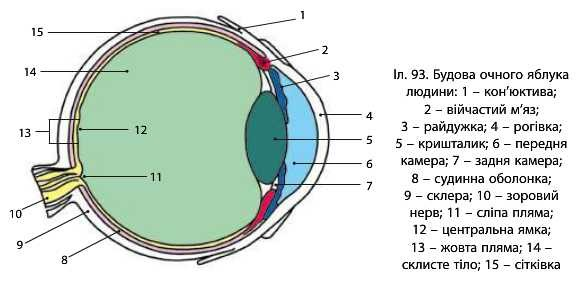 1
15
2
14
3
4
13
12
5
6
11
7
10
9
8
Іл. 93. Будова очного яблука
людини: 1 – кон'юктива;
2 – війчастий м'яз;
3 – райдужка; 4 – рогівка;
5 – кришталик; 6 – передня
камера; 7 – задня камера;
8 – судинна оболонка;
9 – склера; 10 – зоровий
нерв; 11 – сліпа пляма;
12 – центральна ямка;
13 – жовта пляма; 14 –
склисте тіло; 15 – сітківка